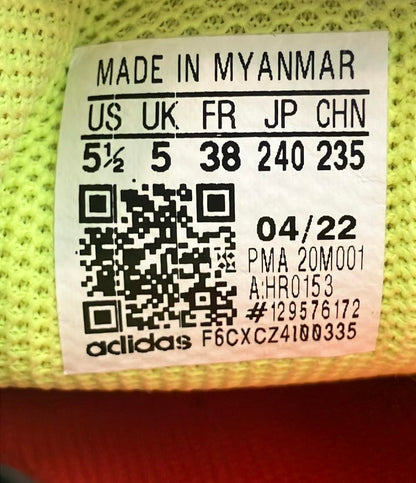 MADE IN MYANMAR
US UK FR JP CHN
5½ 5 38 240 235
04/22
PMA 20M001
A:HR0153
#129576172
adidas F6CXCZ4I00335